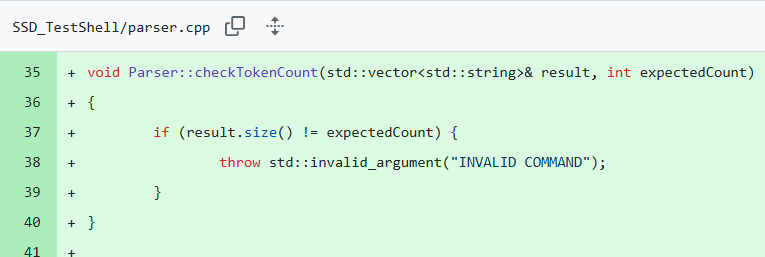 SSD_TestShell/parser.cpp
35 + void Parser::checkTokenCount(std::vector<std::string>& result, int expectedCount)
36 + {
37 + if (result.size() != expectedCount) {
38 + throw std::invalid_argument("INVALID COMMAND");
39 + }
40 + }
41 +